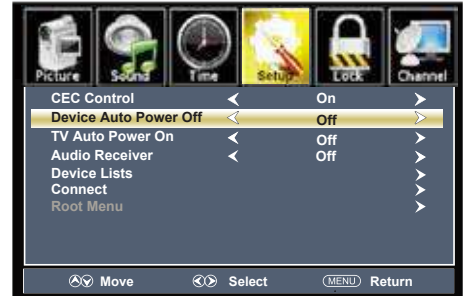 Picture Sound Time Setup Lock Channel
CEC Control On
Device Auto Power Off Off
TV Auto Power On Off
Audio Receiver Off
Device Lists
Connect
Root Menu
Move Select MENU Return